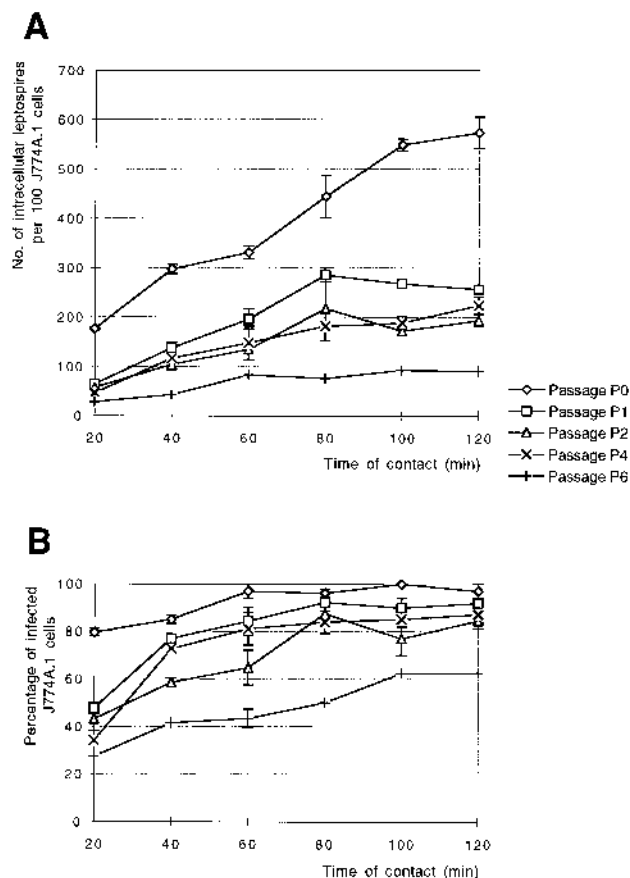 A
No. of intracellular leptospires
per 100 J774A.1 cells
700
600
500
400
300
200
100
0
20 40 60 80 100 120
Time of contact (min)
Passage P0
Passage P1
Passage P2
Passage P4
Passage P6
B
Percentage of infected
J774A.1 cells
100
80
60
40
20
0
20 40 60 80 100 120
Time of contact (min)